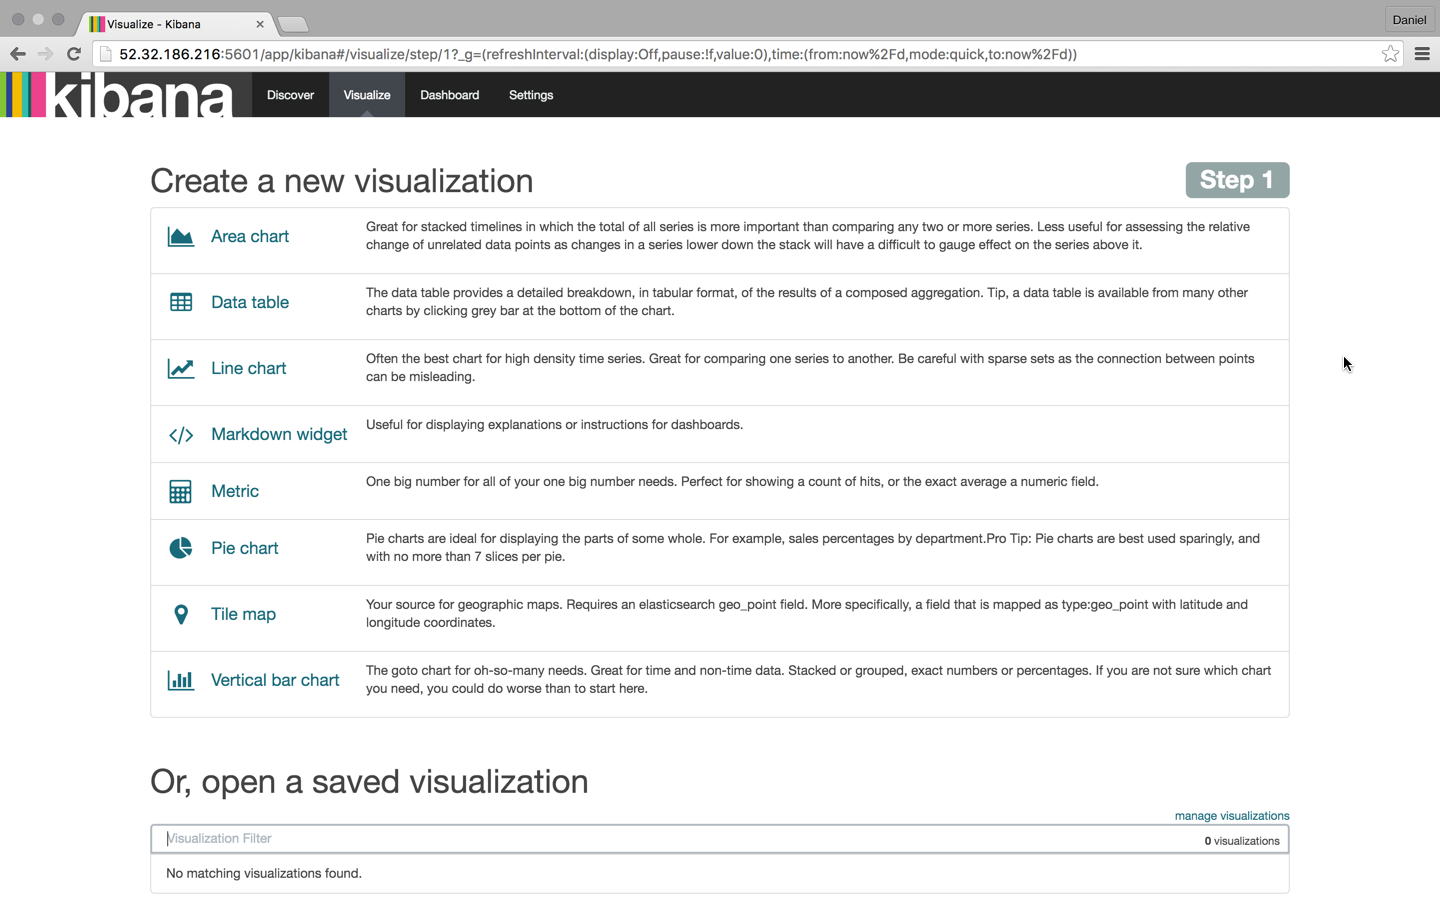 Visualize - Kibana
Daniel
52.32.186.216:5601/app/kibana#/visualize/step/1?_g=(refreshInterval:(display:Off,pause:!f,value:0),time:(from:now%2Fd,mode:quick,to:now%2Fd))
kibana
Discover
Visualize
Dashboard
Settings
Create a new visualization
Step 1
Area chart
Great for stacked timelines in which the total of all series is more important than comparing any two or more series. Less useful for assessing the relative
change of unrelated data points as changes in a series lower down the stack will have a difficult to gauge effect on the series above it.
Data table
The data table provides a detailed breakdown, in tabular format, of the results of a composed aggregation. Tip, a data table is available from many other
charts by clicking grey bar at the bottom of the chart.
Line chart
Often the best chart for high density time series. Great for comparing one series to another. Be careful with sparse sets as the connection between points
can be misleading.
Markdown widget
Useful for displaying explanations or instructions for dashboards.
Metric
One big number for all of your one big number needs. Perfect for showing a count of hits, or the exact average a numeric field.
Pie chart
Pie charts are ideal for displaying the parts of some whole. For example, sales percentages by department.Pro Tip: Pie charts are best used sparingly, and
with no more than 7 slices per pie.
Tile map
Your source for geographic maps. Requires an elasticsearch geo_point field. More specifically, a field that is mapped as type:geo_point with latitude and
longitude coordinates.
Vertical bar chart
The goto chart for oh-so-many needs. Great for time and non-time data. Stacked or grouped, exact numbers or percentages. If you are not sure which chart
you need, you could do worse than to start here.
Or, open a saved visualization
manage visualizations
Visualization Filter
0 visualizations
No matching visualizations found.